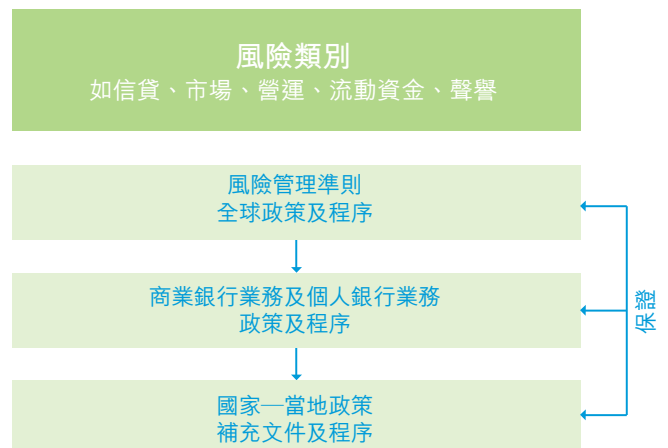 風險類別
如信貸、市場、營運、流動資金、聲譽
風險管理準則
全球政策及程序
商業銀行業務及個人銀行業務
政策及程序
國家—當地政策
補充文件及程序
保證